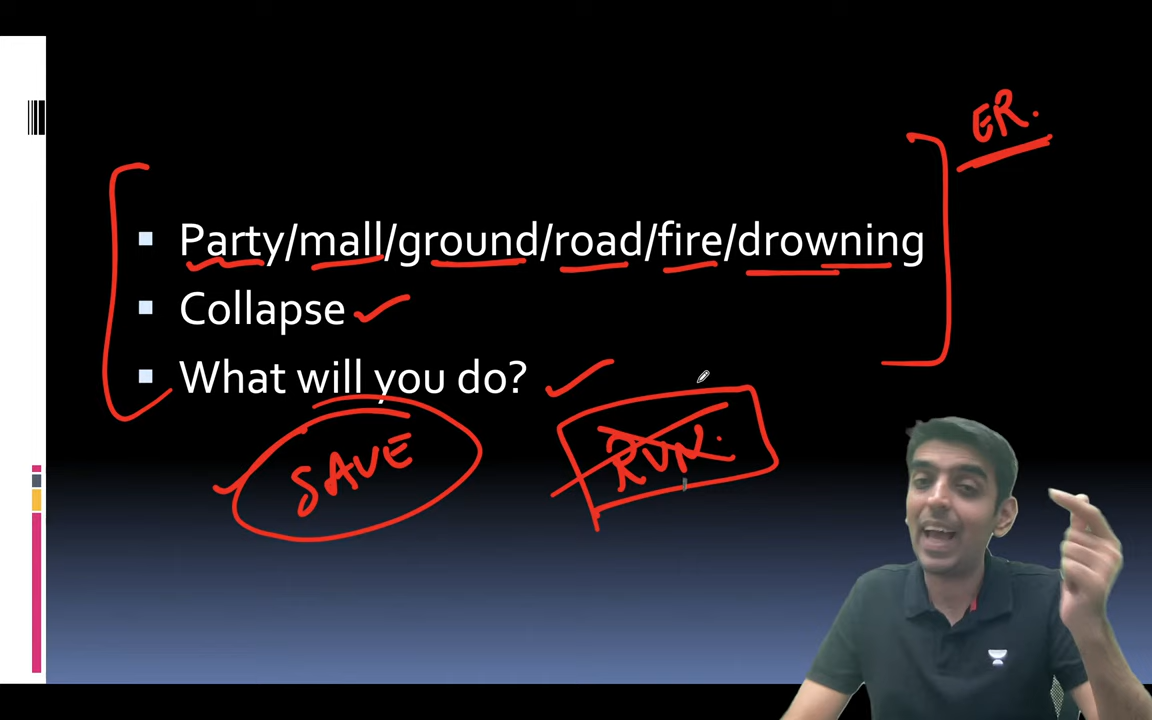 ER.
Party/mall/ground/road/fire/drowning
Collapse
What will you do?
SAVE
RUN.